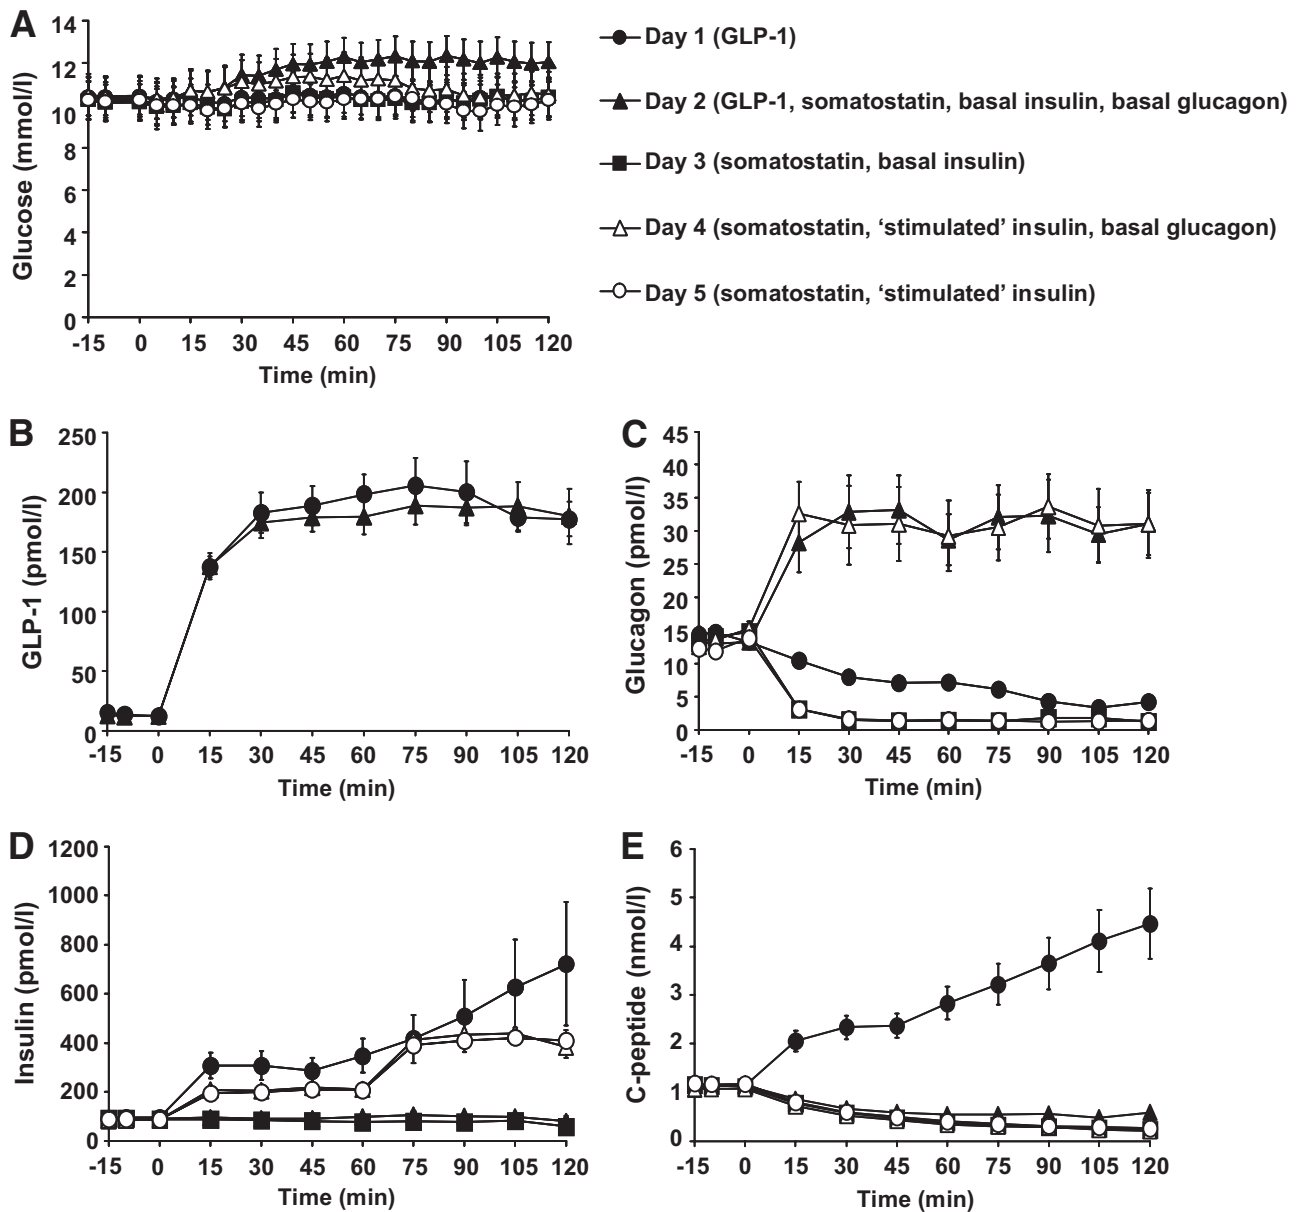 A
Glucose (mmol/l)
14
12
10
8
6
4
2
0
-15 0 15 30 45 60 75 90 105 120
Time (min)
Day 1 (GLP-1)
Day 2 (GLP-1, somatostatin, basal insulin, basal glucagon)
Day 3 (somatostatin, basal insulin)
Day 4 (somatostatin, ‘stimulated’ insulin, basal glucagon)
Day 5 (somatostatin, ‘stimulated’ insulin)
B
GLP-1 (pmol/l)
250
200
150
100
50
0
-15 0 15 30 45 60 75 90 105 120
Time (min)
C
Glucagon (pmol/l)
45
40
35
30
25
20
15
10
5
0
-15 0 15 30 45 60 75 90 105 120
Time (min)
D
Insulin (pmol/l)
1200
1000
800
600
400
200
0
-15 0 15 30 45 60 75 90 105 120
Time (min)
E
C-peptide (nmol/l)
6
5
4
3
2
1
0
-15 0 15 30 45 60 75 90 105 120
Time (min)